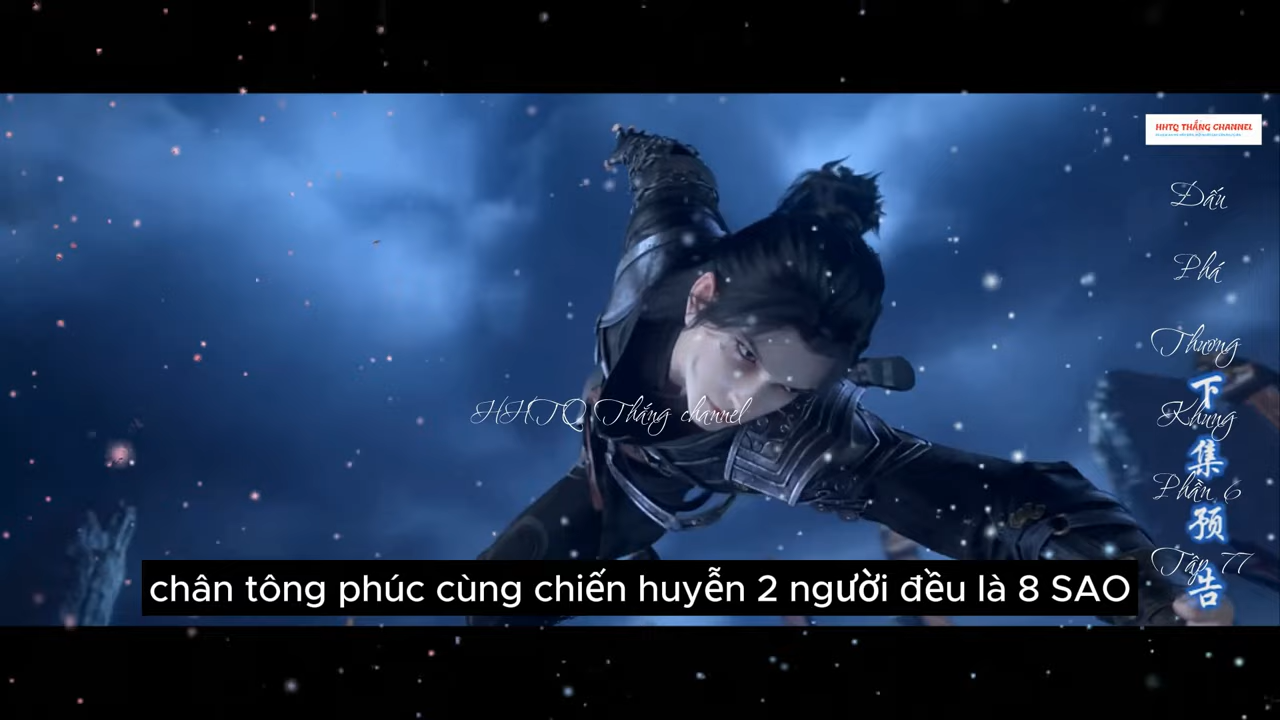 HHTQ THẮNG CHANNEL
Dấu
Phá
Thương
Khung
Phần 6
Tập 77
下集预告
HHTQ Thắng channel
chân tông phúc cùng chiến huyễn 2 người đều là 8 SAO